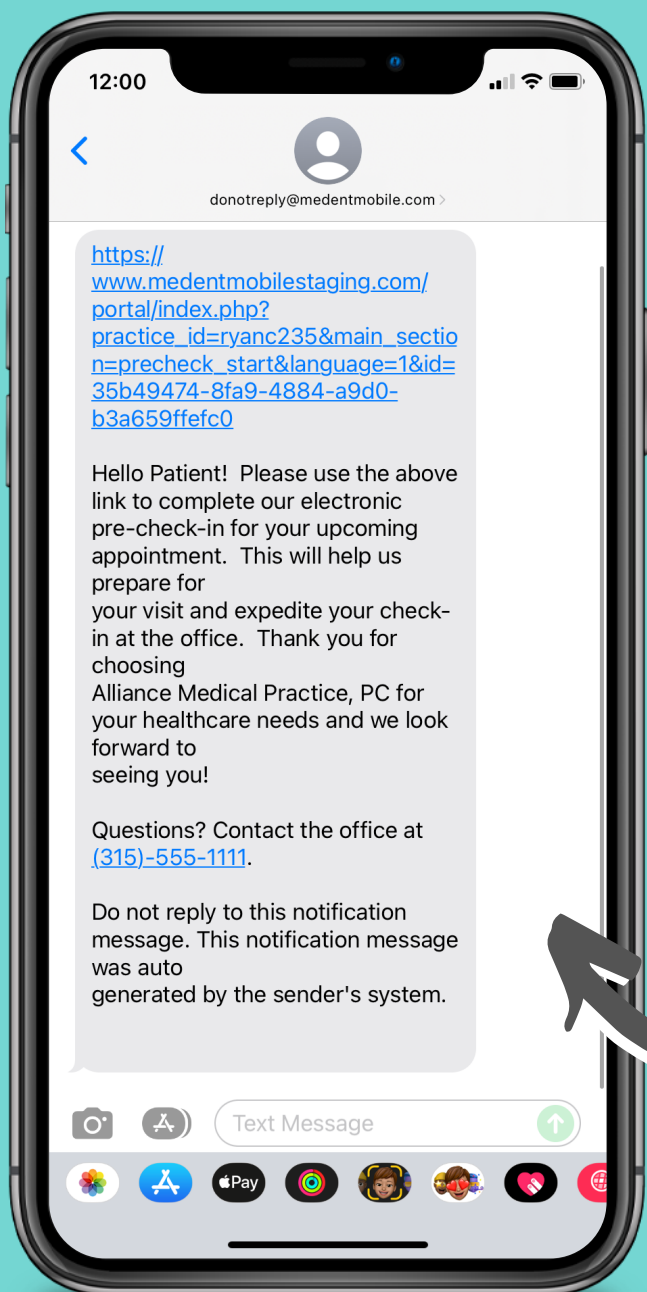 12:00
donotreply@medentmobile.com
https://
www.medentmobilestaging.com/
portal/index.php?
practice_id=ryanc235&main_sectio
n=precheck_start&language=1&id=
35b49474-8fa9-4884-a9d0-
b3a659ffefc0
Hello Patient!  Please use the above
link to complete our electronic
pre-check-in for your upcoming
appointment.  This will help us
prepare for
your visit and expedite your check-
in at the office.  Thank you for
choosing
Alliance Medical Practice, PC for
your healthcare needs and we look
forward to
seeing you!
Questions? Contact the office at
(315)-555-1111.
Do not reply to this notification
message. This notification message
was auto
generated by the sender's system.
Text Message
Pay